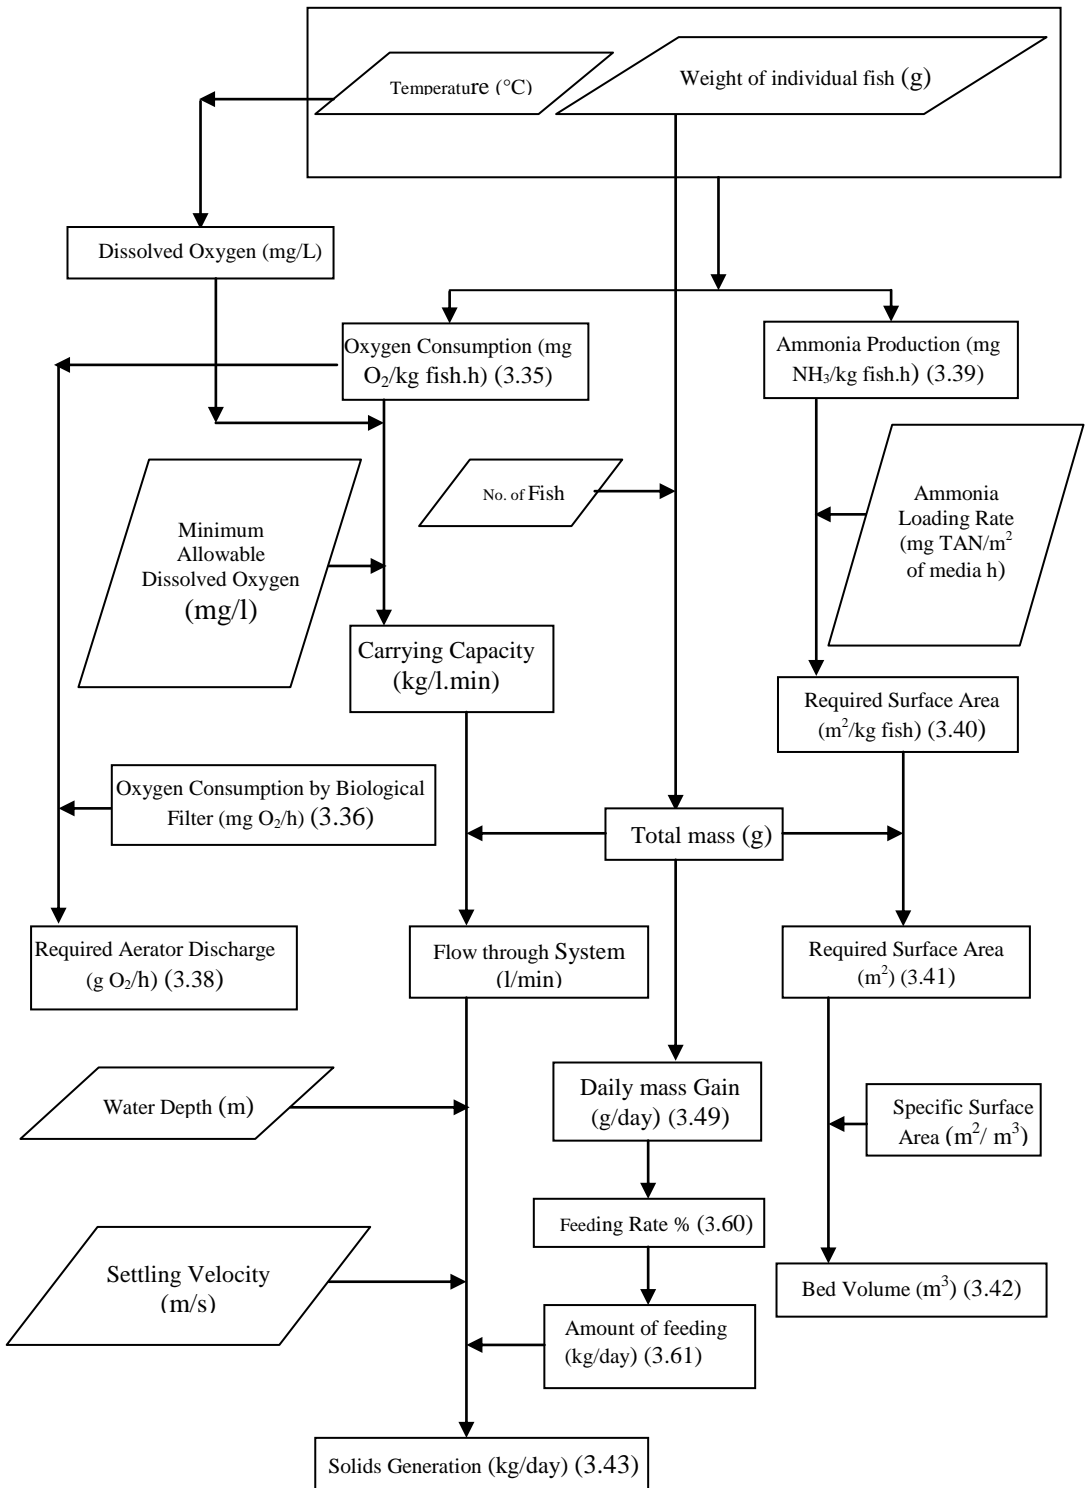 Temperature (°C)
Weight of individual fish (g)
Dissolved Oxygen (mg/L)
Oxygen Consumption (mg
O₂/kg fish.h) (3.35)
Ammonia Production (mg
NH₃/kg fish.h) (3.39)
No. of Fish
Ammonia
Loading Rate
(mg TAN/m²
of media h)
Minimum
Allowable
Dissolved Oxygen
(mg/l)
Carrying Capacity
(kg/l.min)
Required Surface Area
(m²/kg fish) (3.40)
Oxygen Consumption by Biological
Filter (mg O₂/h) (3.36)
Total mass (g)
Required Aerator Discharge
(g O₂/h) (3.38)
Flow through System
(l/min)
Required Surface Area
(m²) (3.41)
Water Depth (m)
Daily mass Gain
(g/day) (3.49)
Specific Surface
Area (m²/ m³)
Feeding Rate % (3.60)
Settling Velocity
(m/s)
Bed Volume (m³) (3.42)
Amount of feeding
(kg/day) (3.61)
Solids Generation (kg/day) (3.43)